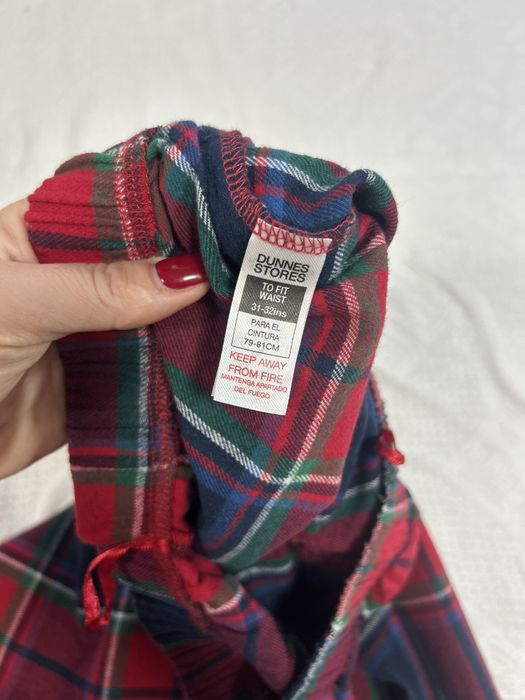 DUNNES
STORES
TO FIT
WAIST
31-32ins
PARA EL
CINTURA
79-81CM
KEEP AWAY
FROM FIRE
MANTENGA APARTADO
DEL FUEGO